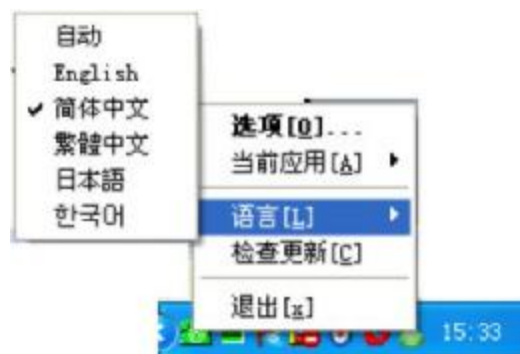 自动
English
简体中文
繁體中文
日本語
한국어
选项[O]...
当前应用[A]
语言[L]
检查更新[C]
退出[x]
15:33